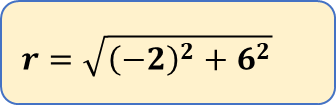 r = √((−2)² + 6²)